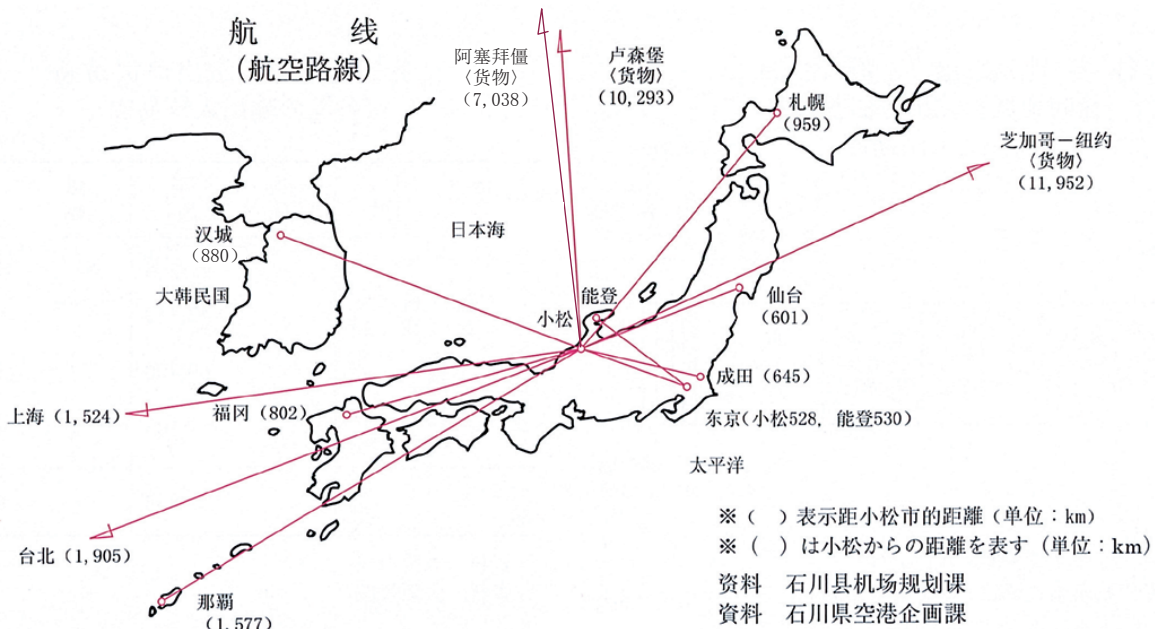 航　线
(航空路線)
阿塞拜僵
〈货物〉
(7,038)
卢森堡
〈货物〉
(10,293)
札幌
(959)
芝加哥－纽约
〈货物〉
(11,952)
汉城
(880)
日本海
大韩民国
能登
小松
仙台
(601)
成田(645)
上海(1,524)
福冈(802)
东京(小松528, 能登530)
太平洋
台北(1,905)
那覇
(1,577)
※(　)表示距小松市的距離(单位：km)
※(　)は小松からの距離を表す(単位：km)
资料　石川县机场规划课
資料　石川県空港企画課